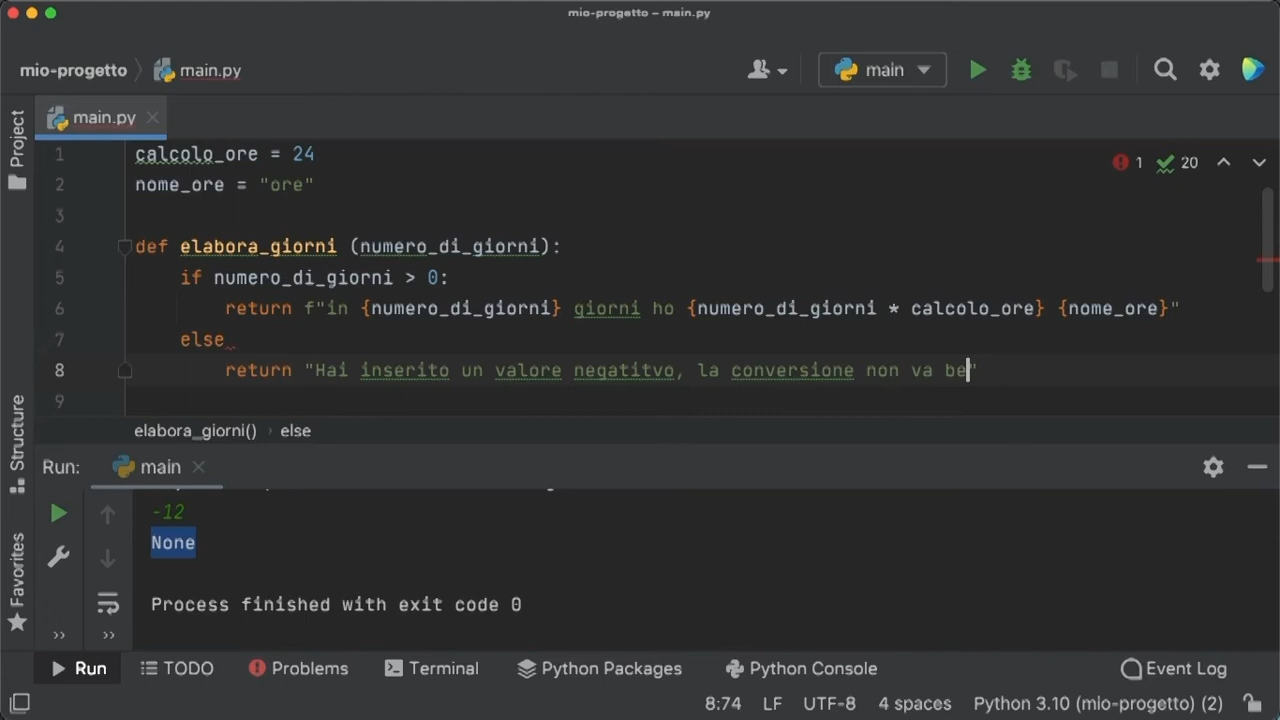 mio-progetto – main.py
mio-progetto main.py main
Project
main.py
1 20
1 calcolo_ore = 24
2 nome_ore = "ore"
3
4 def elabora_giorni (numero_di_giorni):
5 if numero_di_giorni > 0:
6 return f"in {numero_di_giorni} giorni ho {numero_di_giorni * calcolo_ore} {nome_ore}"
7 else
8 return "Hai inserito un valore negatitvo, la conversione non va be"
9
elabora_giorni() › else
Structure
Favorites
Run: main
-12
None
Process finished with exit code 0
Run TODO Problems Terminal Python Packages Python Console Event Log
8:74 LF UTF-8 4 spaces Python 3.10 (mio-progetto) (2)